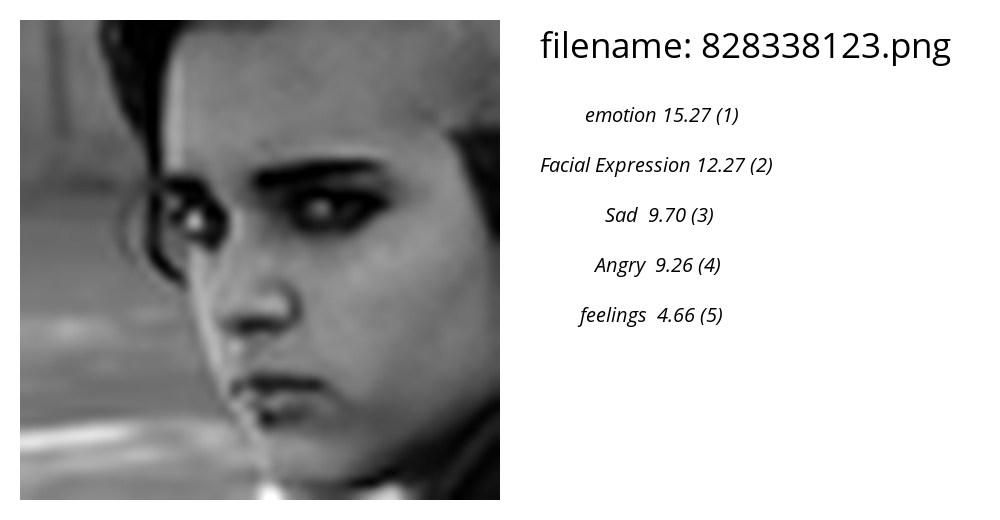 filename: 828338123.png
emotion 15.27 (1)
Facial Expression 12.27 (2)
Sad 9.70 (3)
Angry 9.26 (4)
feelings 4.66 (5)